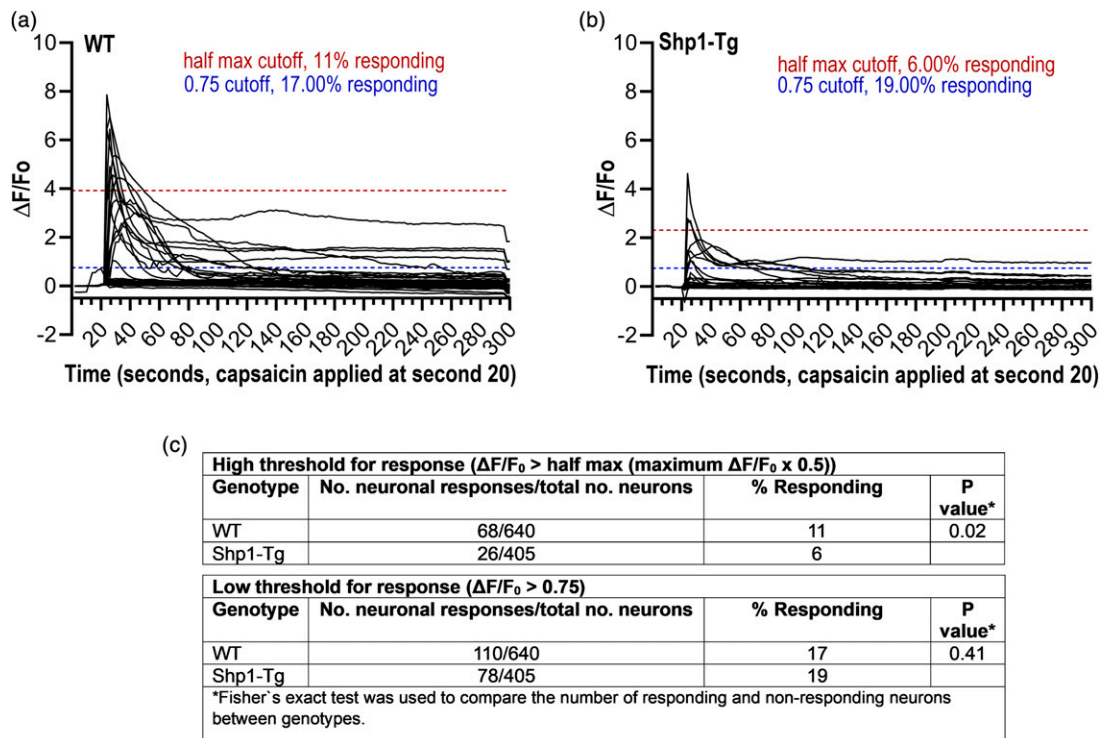 (a)
WT
half max cutoff, 11% responding
0.75 cutoff, 17.00% responding
10
8
6
4
2
0
-2
ΔF/Fo
20 40 60 80 100 120 140 160 180 200 220 240 260 280 300
Time (seconds, capsaicin applied at second 20)
(b)
Shp1-Tg
half max cutoff, 6.00% responding
0.75 cutoff, 19.00% responding
10
8
6
4
2
0
-2
ΔF/Fo
20 40 60 80 100 120 140 160 180 200 220 240 260 280 300
Time (seconds, capsaicin applied at second 20)
(c)
High threshold for response (ΔF/F₀ > half max (maximum ΔF/F₀ x 0.5))
Genotype No. neuronal responses/total no. neurons % Responding P value*
WT 68/640 11 0.02
Shp1-Tg 26/405 6
Low threshold for response (ΔF/F₀ > 0.75)
Genotype No. neuronal responses/total no. neurons % Responding P value*
WT 110/640 17 0.41
Shp1-Tg 78/405 19
*Fisher`s exact test was used to compare the number of responding and non-responding neurons
between genotypes.